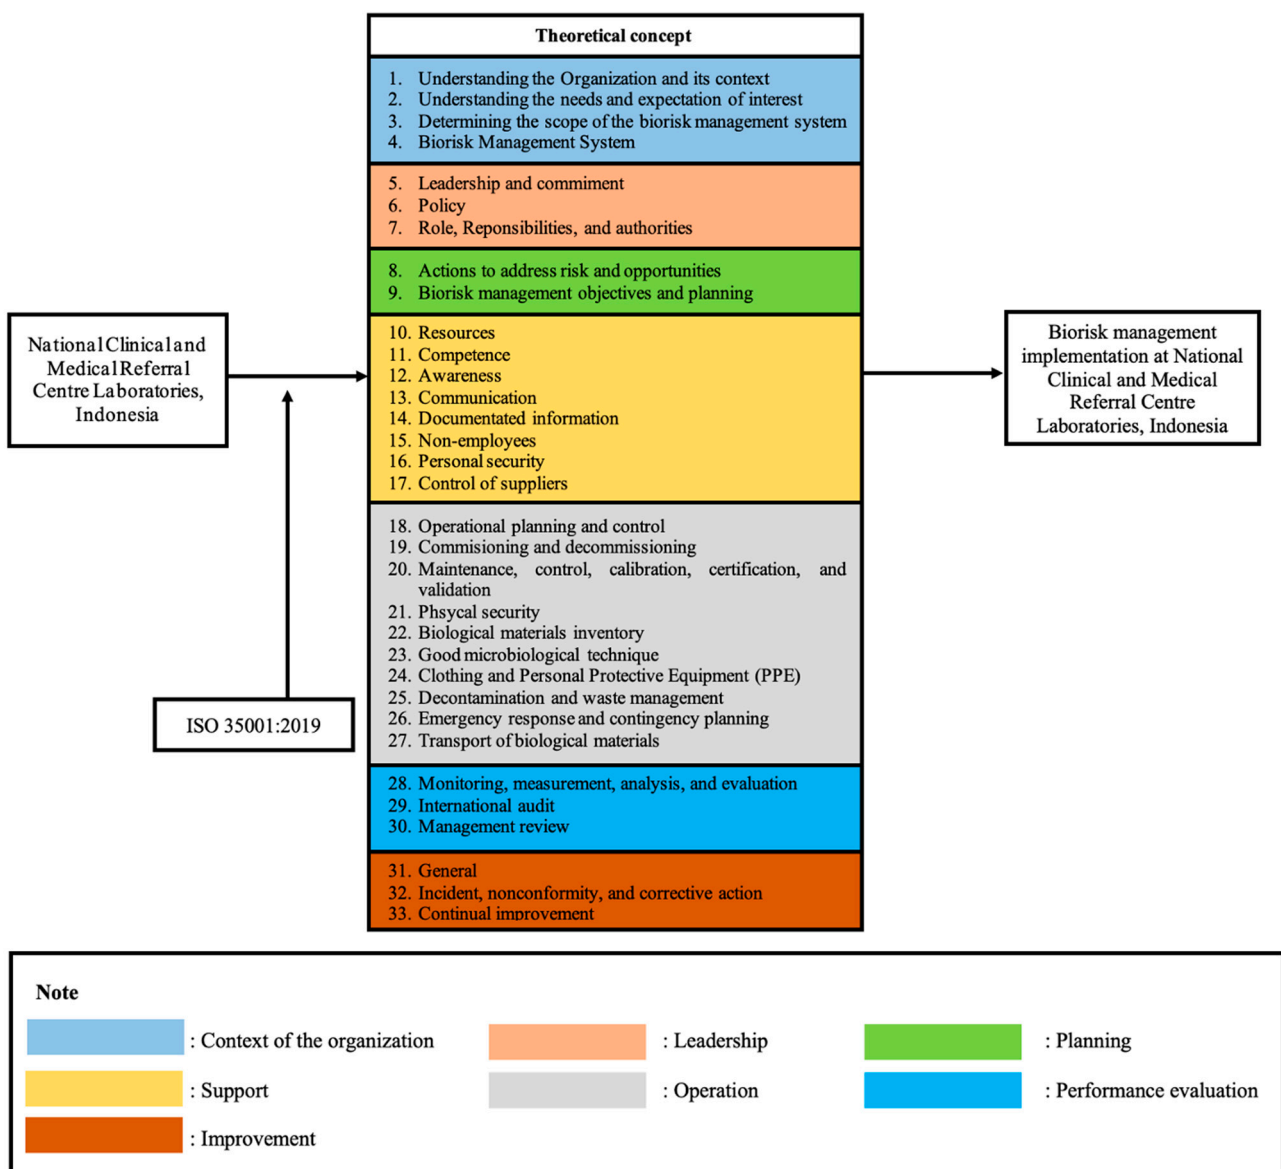 Theoretical concept
1. Understanding the Organization and its context
2. Understanding the needs and expectation of interest
3. Determining the scope of the biorisk management system
4. Biorisk Management System
5. Leadership and commiment
6. Policy
7. Role, Reponsibilities, and authorities
8. Actions to address risk and opportunities
9. Biorisk management objectives and planning
National Clinical and
Medical Referral
Centre Laboratories,
Indonesia
10. Resources
11. Competence
12. Awareness
13. Communication
14. Documentated information
15. Non-employees
16. Personal security
17. Control of suppliers
Biorisk management
implementation at National
Clinical and Medical
Referral Centre
Laboratories, Indonesia
ISO 35001:2019
18. Operational planning and control
19. Commisioning and decommissioning
20. Maintenance, control, calibration, certification, and
validation
21. Phsycal security
22. Biological materials inventory
23. Good microbiological technique
24. Clothing and Personal Protective Equipment (PPE)
25. Decontamination and waste management
26. Emergency response and contingency planning
27. Transport of biological materials
28. Monitoring, measurement, analysis, and evaluation
29. International audit
30. Management review
31. General
32. Incident, nonconformity, and corrective action
33. Continual improvement
Note
: Context of the organization
: Leadership
: Planning
: Support
: Operation
: Performance evaluation
: Improvement